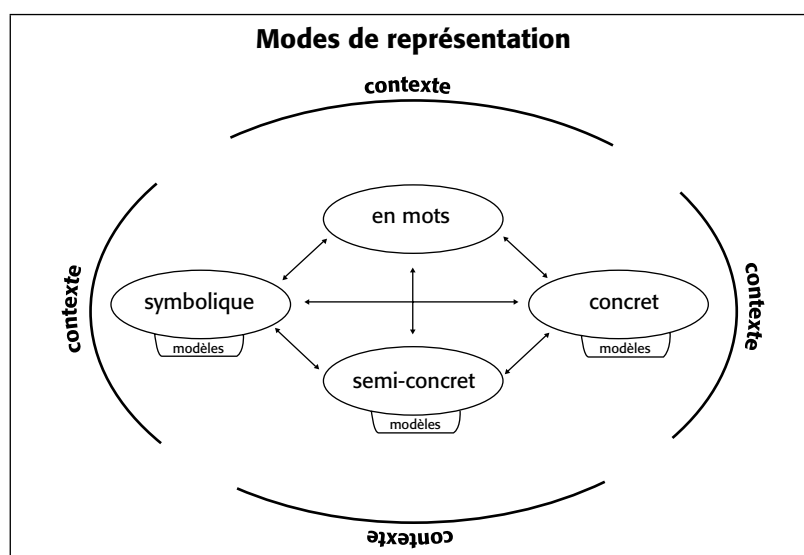 Modes de représentation
contexte
en mots
contexte
symbolique
modèles
concret
modèles
contexte
semi-concret
modèles
contexte